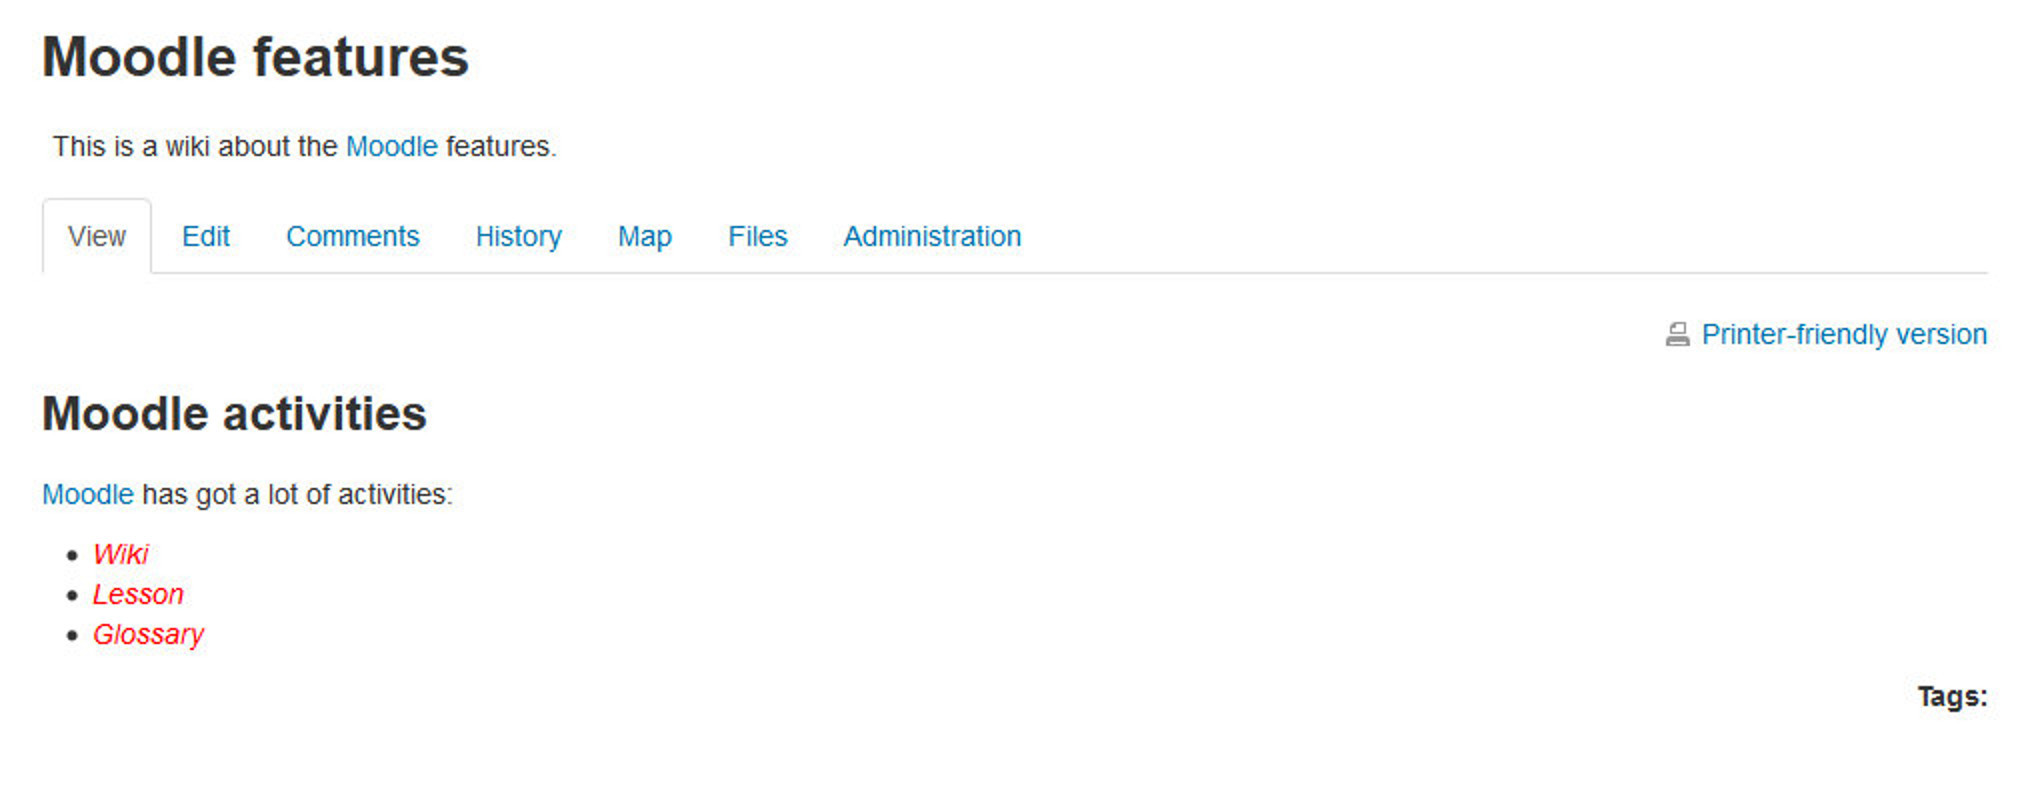 Moodle features
This is a wiki about the Moodle features.
View Edit Comments History Map Files Administration
Printer-friendly version
Moodle activities
Moodle has got a lot of activities:
Wiki
Lesson
Glossary
Tags: